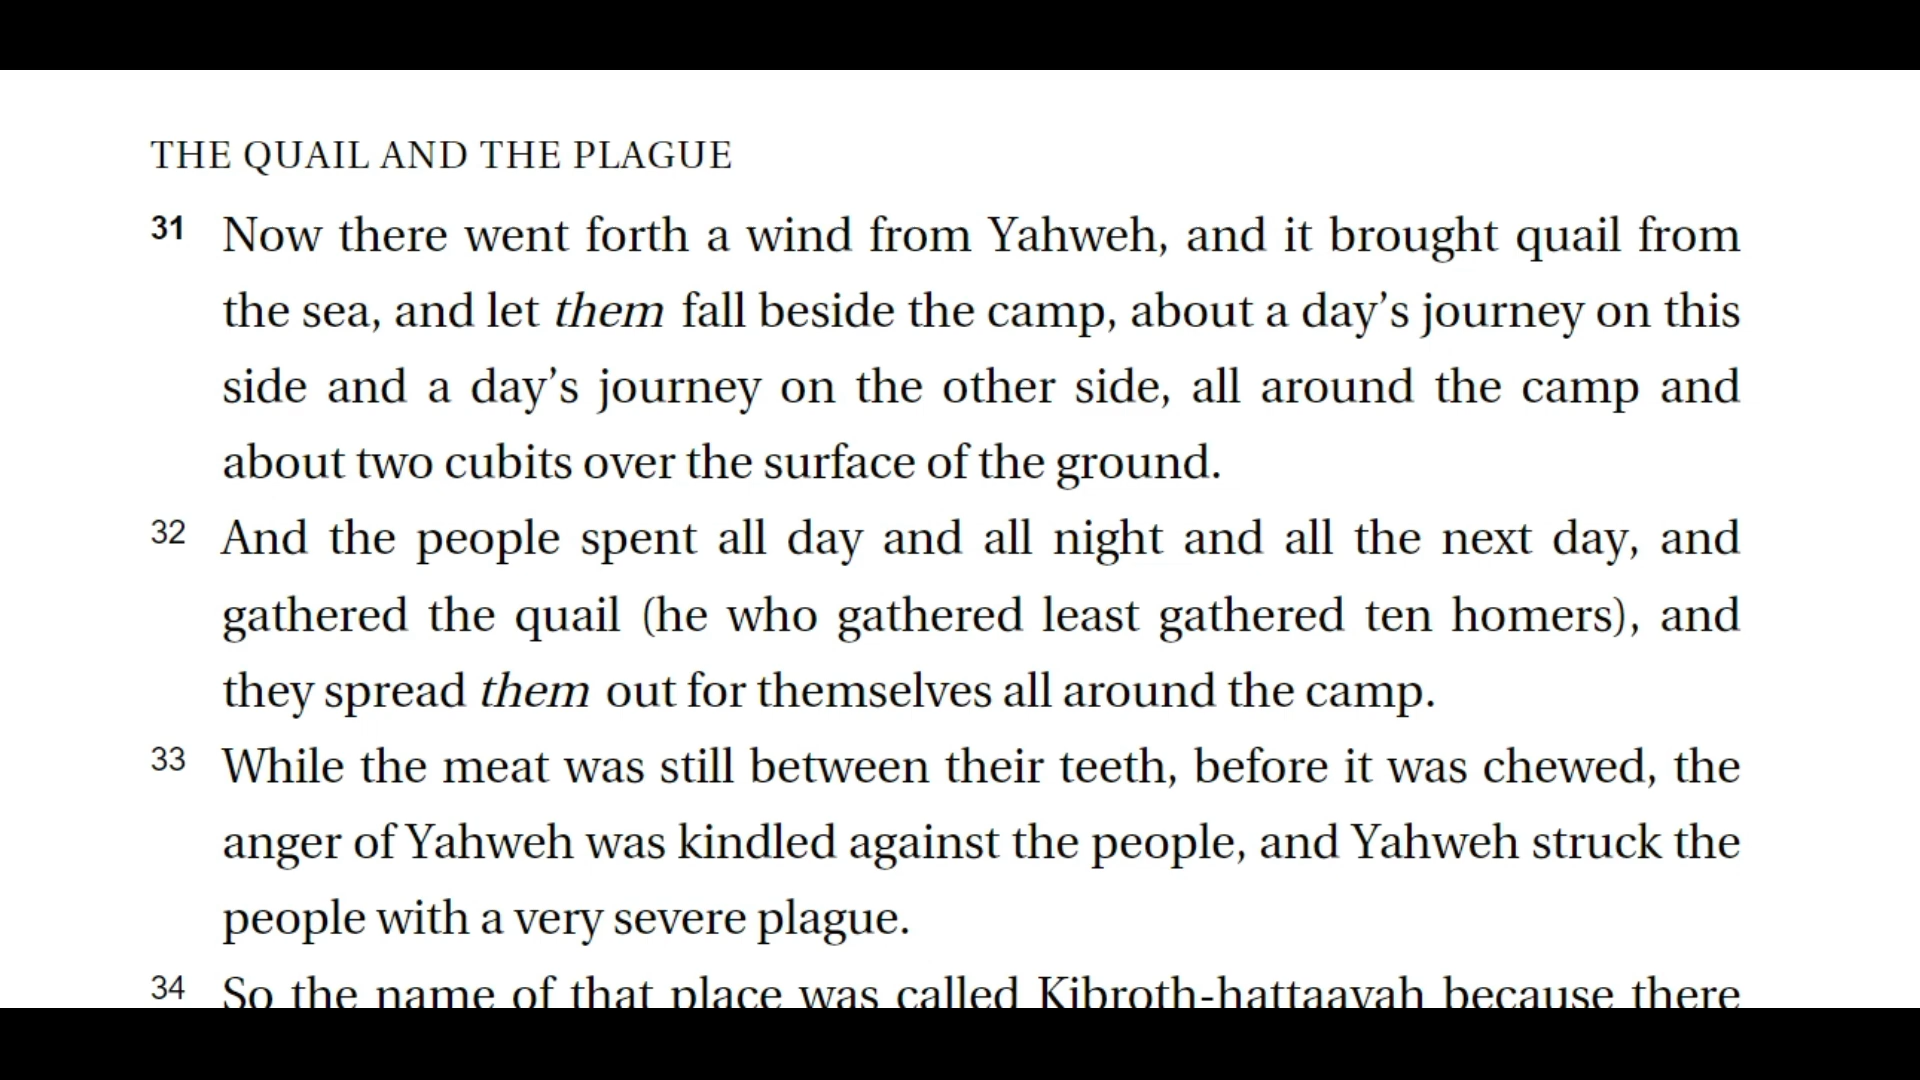 THE QUAIL AND THE PLAGUE
31 Now there went forth a wind from Yahweh, and it brought quail from
the sea, and let them fall beside the camp, about a day’s journey on this
side and a day’s journey on the other side, all around the camp and
about two cubits over the surface of the ground.
32 And the people spent all day and all night and all the next day, and
gathered the quail (he who gathered least gathered ten homers), and
they spread them out for themselves all around the camp.
33 While the meat was still between their teeth, before it was chewed, the
anger of Yahweh was kindled against the people, and Yahweh struck the
people with a very severe plague.
34 So the name of that place was called Kibroth-hattaavah because there